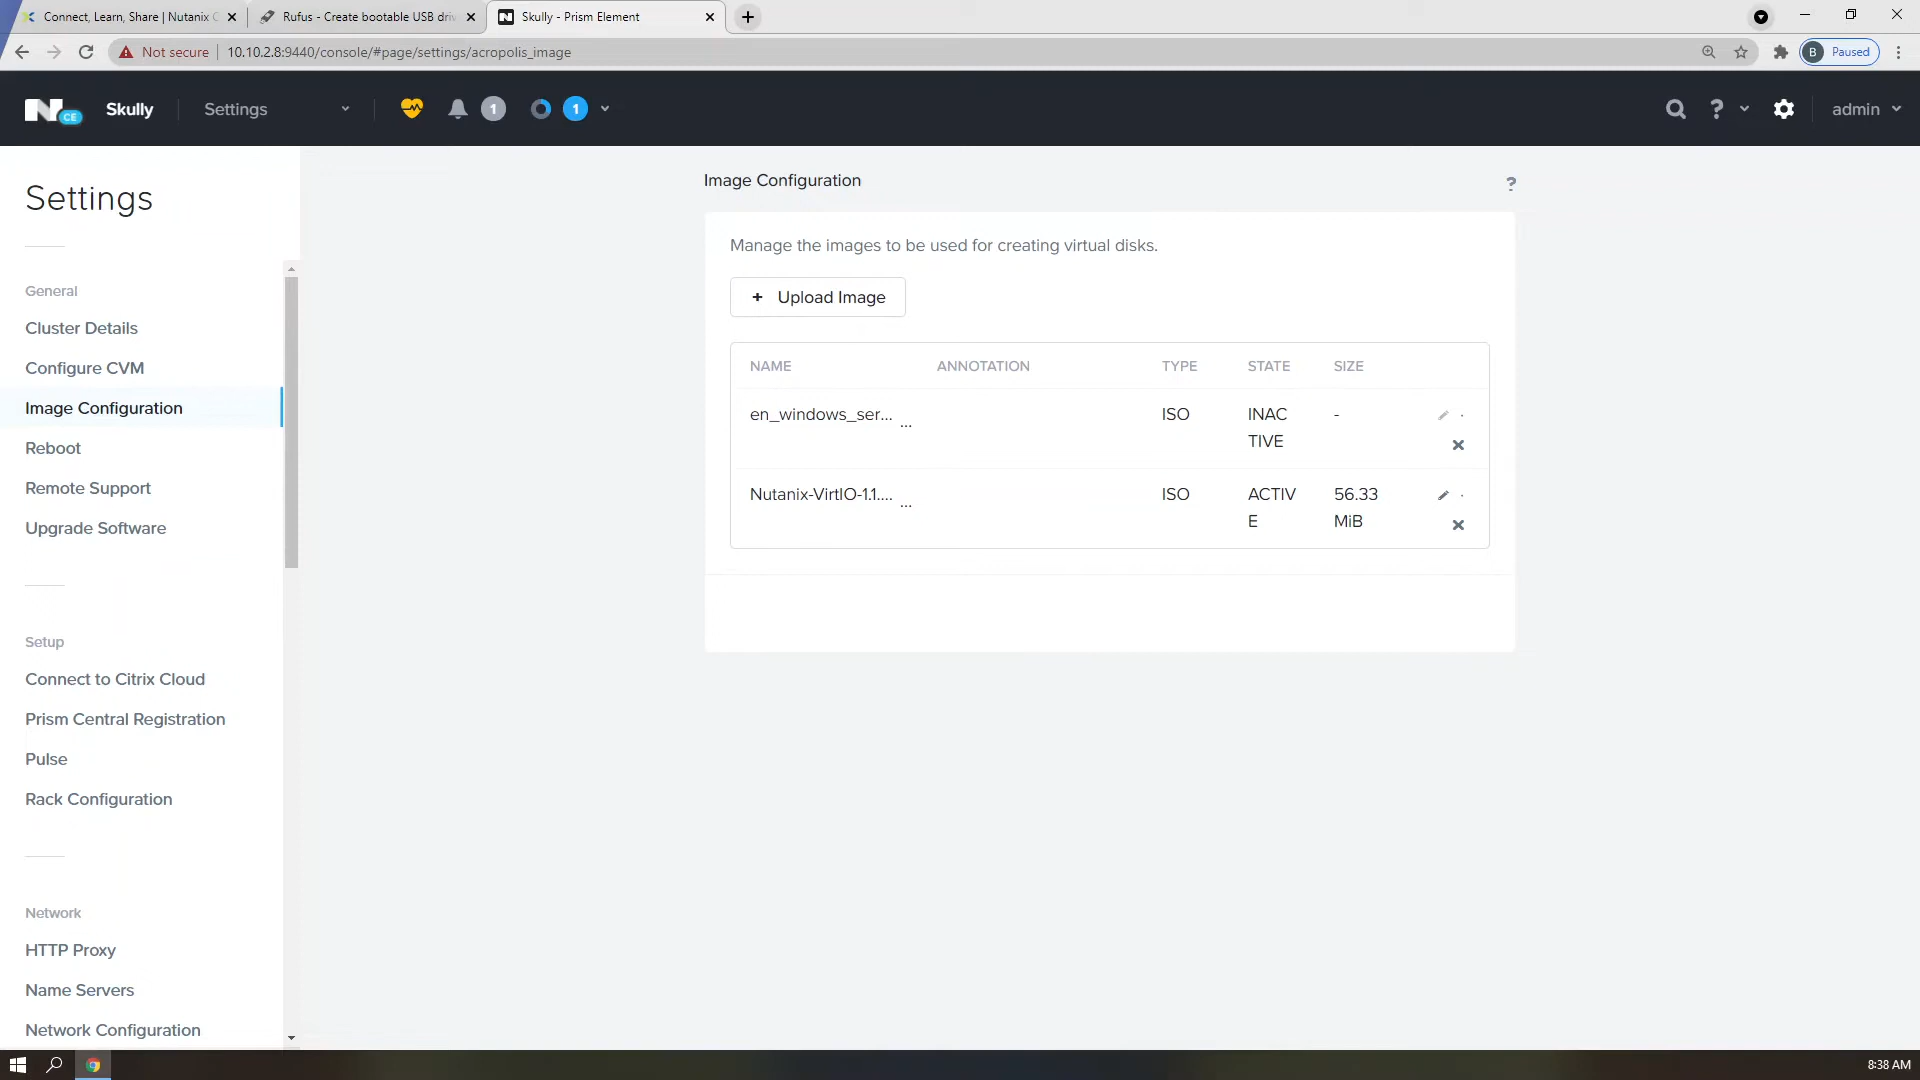 Connect, Learn, Share | Nutanix C
Rufus - Create bootable USB driv
Skully - Prism Element
Not secure
10.10.2.8:9440/console/#page/settings/acropolis_image
B
Paused
CE
Skully
Settings
1
1
?
admin
Settings
General
Cluster Details
Configure CVM
Image Configuration
Reboot
Remote Support
Upgrade Software
Setup
Connect to Citrix Cloud
Prism Central Registration
Pulse
Rack Configuration
Network
HTTP Proxy
Name Servers
Network Configuration
Image Configuration
?
Manage the images to be used for creating virtual disks.
+ Upload Image
NAME ANNOTATION TYPE STATE SIZE
en_windows_ser... ... ISO INAC -
TIVE
Nutanix-VirtIO-1.1.... ... ISO ACTIV 56.33
E MiB
8:38 AM